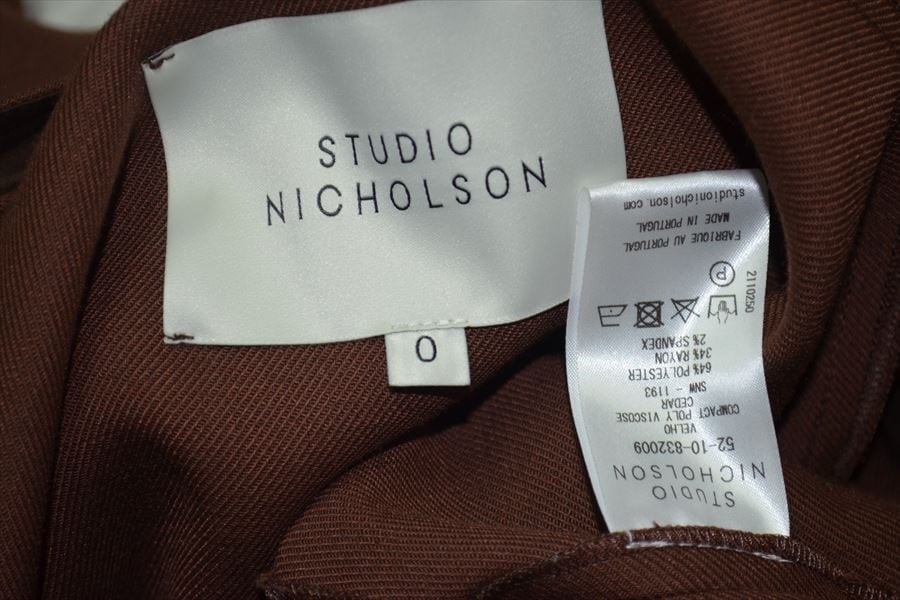 STUDIO
NICHOLSON
0
STUDIO
NICHOLSON
52-10-832009
VELHO
COMPACT POLY VISCOSE
CEDAR
SNW - 1193
64% POLYESTER
34% RAYON
2% SPANDEX
2110250
P
FABRIQUE AU PORTUGAL
MADE IN PORTUGAL
studionicholson.com